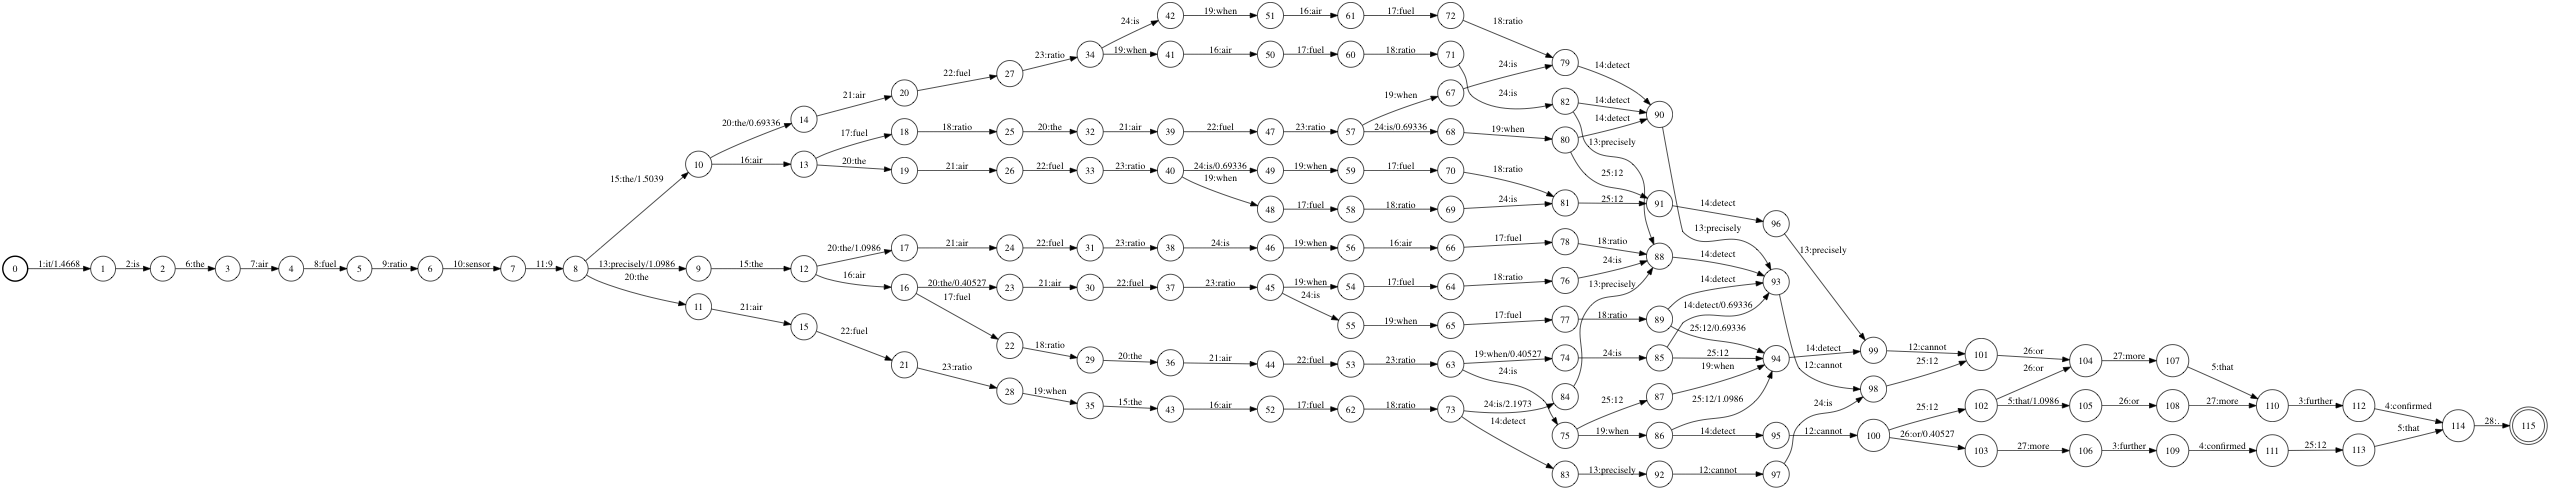 42 19:when 51 16:air 61 17:fuel 72 18:ratio
24:is
23:ratio 34 19:when 41 16:air 50 17:fuel 60 18:ratio 71
24:is 79 14:detect
22:fuel 27
21:air 20
19:when 67 24:is 82 14:detect
20:the/0.69336 14
90
17:fuel 18 18:ratio 25 20:the 32 21:air 39 22:fuel 47 23:ratio 57 24:is/0.69336 68 19:when 80 14:detect
13:precisely
10 16:air 13 20:the 19 21:air 26 22:fuel 33 23:ratio 40 24:is/0.69336 49 19:when 59 17:fuel 70 18:ratio 25:12
15:the/1.5039
19:when 48 17:fuel 58 18:ratio 69 24:is 81 25:12 91 14:detect 96
20:the/1.0986 17 21:air 24 22:fuel 31 23:ratio 38 24:is 46 19:when 56 16:air 66 17:fuel 78 18:ratio 88 13:precisely 13:precisely
0 1:it/1.4668 1 2:is 2 6:the 3 7:air 4 8:fuel 5 9:ratio 6 10:sensor 7 11:9 8 13:precisely/1.0986 9 15:the 12 16:air 24:is 14:detect
20:the
16 20:the/0.40527 23 21:air 30 22:fuel 37 23:ratio 45 19:when 54 17:fuel 64 18:ratio 76 13:precisely 14:detect 93
17:fuel 24:is
11 21:air 14:detect/0.69336
15 22:fuel 55 19:when 65 17:fuel 77 18:ratio 89 25:12/0.69336
22 18:ratio 29 20:the 36 21:air 44 22:fuel 53 23:ratio 63 19:when/0.40527 74 24:is 85 25:12 94 14:detect 99 12:cannot 101 26:or 104 27:more 107
21 23:ratio 24:is 19:when 12:cannot 25:12 26:or 5:that
28 19:when 35 15:the 43 16:air 52 17:fuel 62 18:ratio 73 24:is/2.1973 84 25:12 87 25:12/1.0986 24:is 98
25:12 102 5:that/1.0986 105 26:or 108 27:more 110 3:further 112 4:confirmed
14:detect 75 19:when 86 14:detect 95 12:cannot 100 26:or/0.40527 5:that 114 28:. 115
103 27:more 106 3:further 109 4:confirmed 111 25:12 113
83 13:precisely 92 12:cannot 97